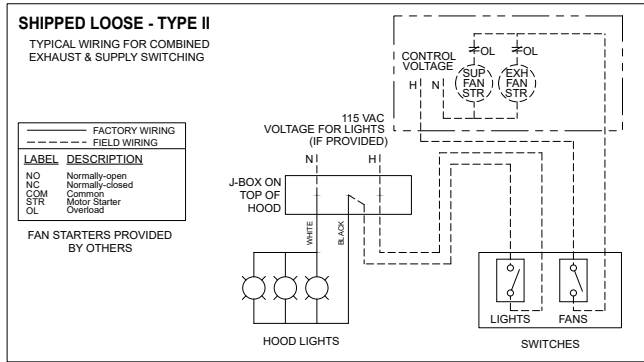 SHIPPED LOOSE - TYPE II
TYPICAL WIRING FOR COMBINED
EXHAUST & SUPPLY SWITCHING
FACTORY WIRING
FIELD WIRING
LABEL DESCRIPTION
NO Normally-open
NC Normally-closed
COM Common
STR Motor Starter
OL Overload
FAN STARTERS PROVIDED
BY OTHERS
OL OL
CONTROL
VOLTAGE
H N
SUP
FAN
STR
EXH
FAN
STR
115 VAC
VOLTAGE FOR LIGHTS
(IF PROVIDED)
N H
J-BOX ON
TOP OF
HOOD
WHITE
BLACK
HOOD LIGHTS
LIGHTS FANS
SWITCHES